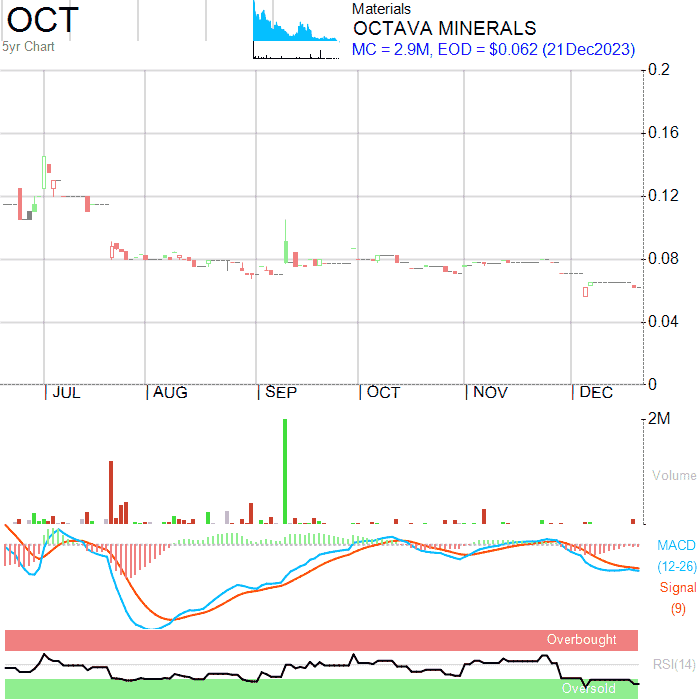 OCT
5yr Chart
Materials
OCTAVA MINERALS
MC = 2.9M, EOD = $0.062 (21Dec2023)
0.2
0.16
0.12
0.08
0.04
0
JUL
AUG
SEP
OCT
NOV
DEC
2M
Volume
MACD
(12-26)
Signal
(9)
Overbought
RSI(14)
Oversold